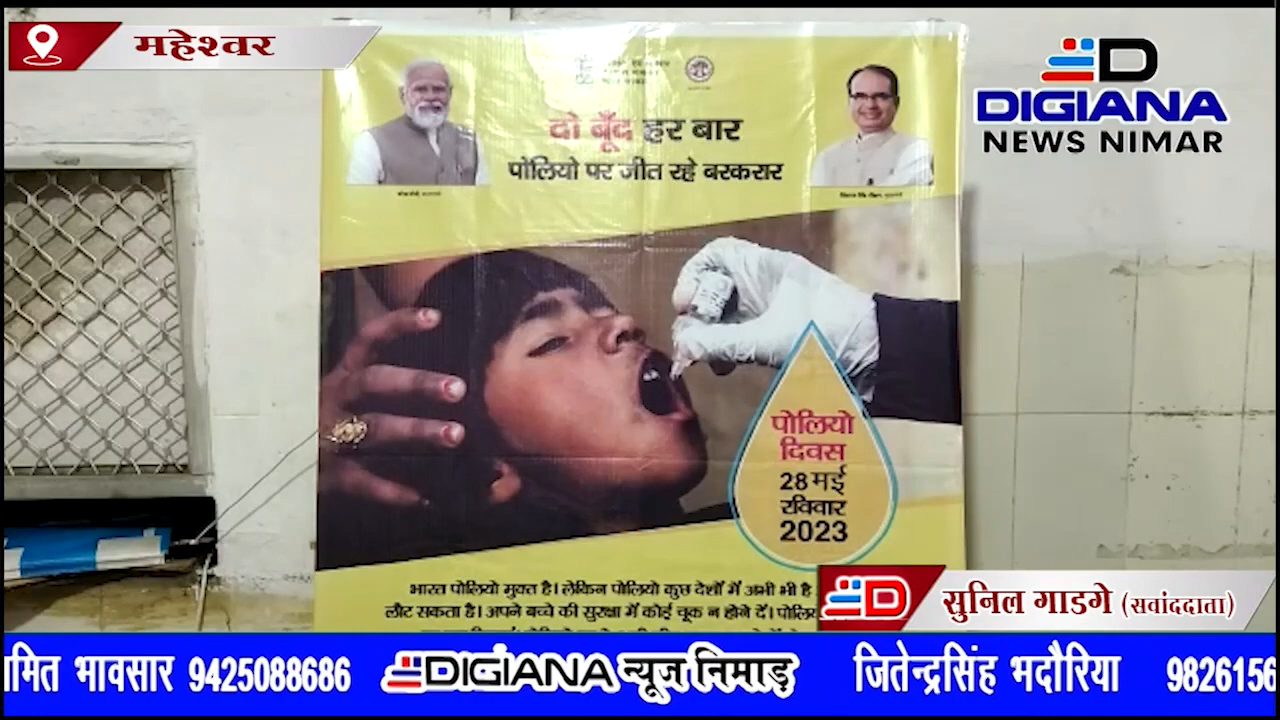 महेश्वर
DIGIANA
NEWS NIMAR
दो बूँद हर बार
पोलियो पर जीत रहे बरकरार
पोलियो
दिवस
28 मई
रविवार
2023
भारत पोलियो मुक्त है। लेकिन पोलियो कुछ देशों में अभी भी है
लौट सकता है। अपने बच्चे की सुरक्षा में कोई चूक न होने दें।
सुनिल गाडगे (सवांददाता)
मित भावसार 9425088686 DIGIANA न्यूज निमाड़ जितेन्द्रसिंह भदौरिया 9826156